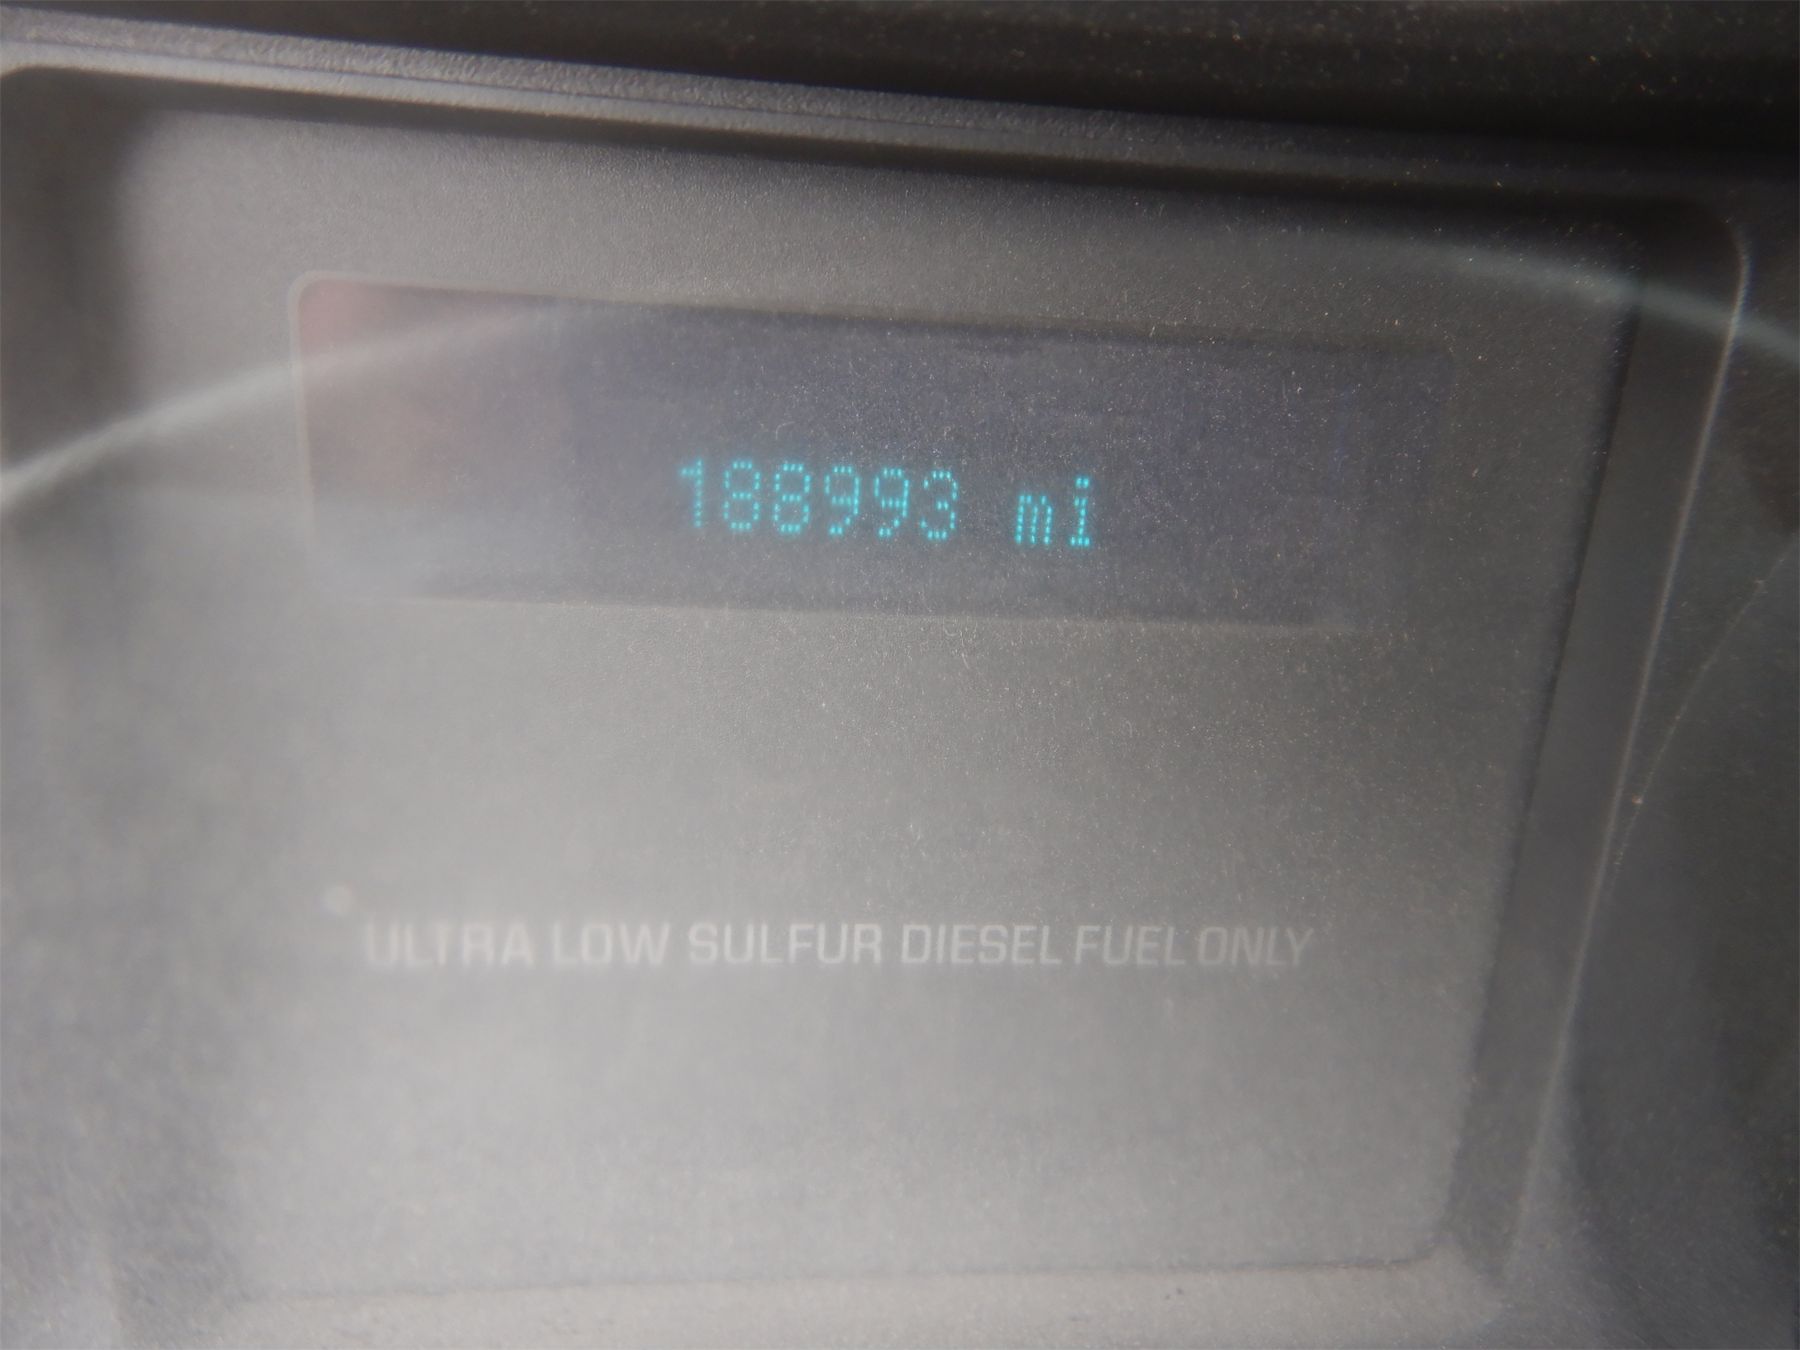 188993 mi
ULTRA LOW SULFUR DIESEL FUEL ONLY